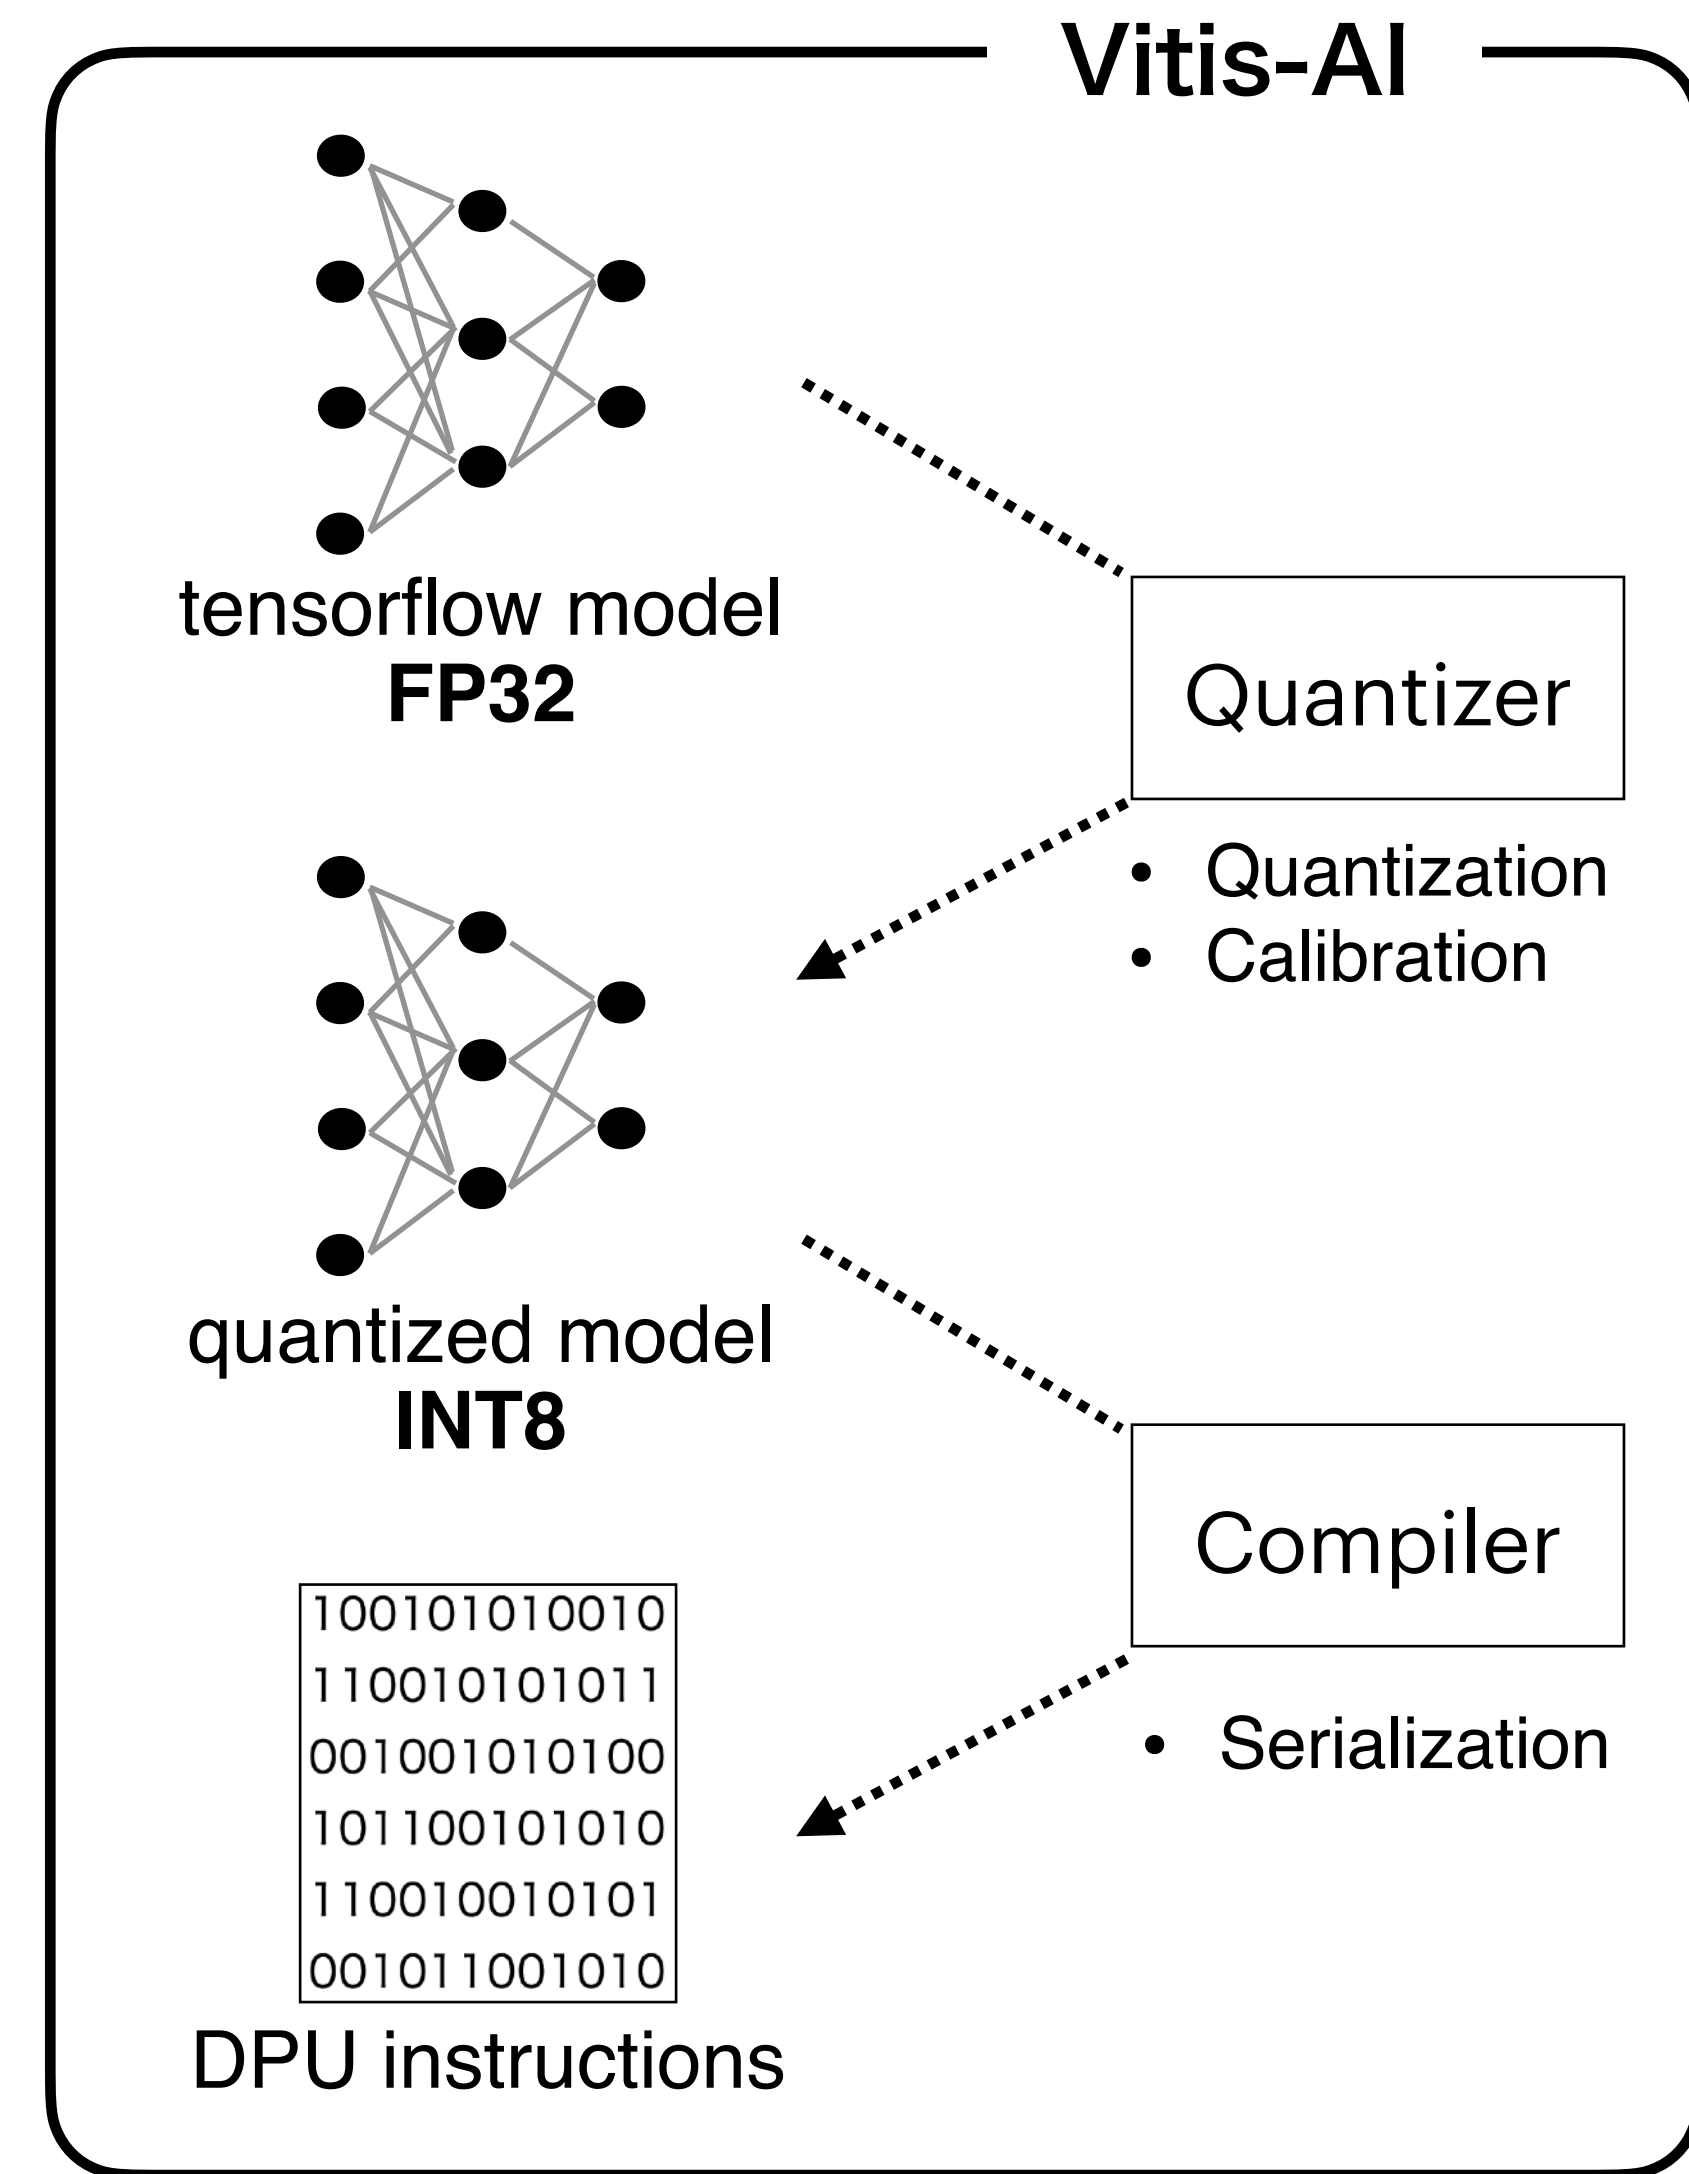 Vitis-AI
tensorflow model
FP32
Quantizer
• Quantization
• Calibration
quantized model
INT8
Compiler
• Serialization
100101010010
110010101011
001001010100
101100101010
110010010101
001011001010
DPU instructions